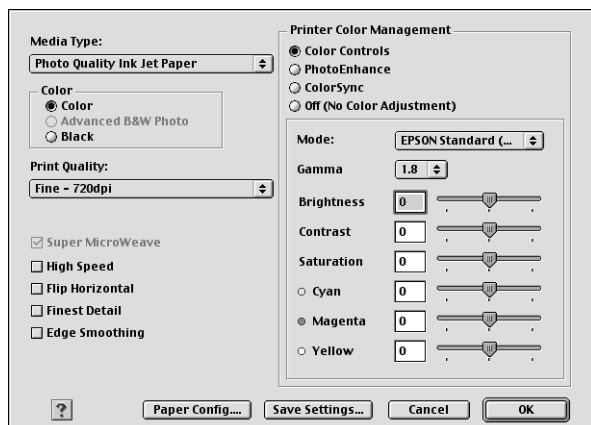 Media Type:
Photo Quality Ink Jet Paper
Color
Color
Advanced B&W Photo
Black
Print Quality:
Fine - 720dpi
Super MicroWeave
High Speed
Flip Horizontal
Finest Detail
Edge Smoothing
Printer Color Management
Color Controls
PhotoEnhance
ColorSync
Off (No Color Adjustment)
Mode: EPSON Standard (...
Gamma 1.8
Brightness 0
Contrast 0
Saturation 0
Cyan 0
Magenta 0
Yellow 0
? Paper Config.... Save Settings... Cancel OK